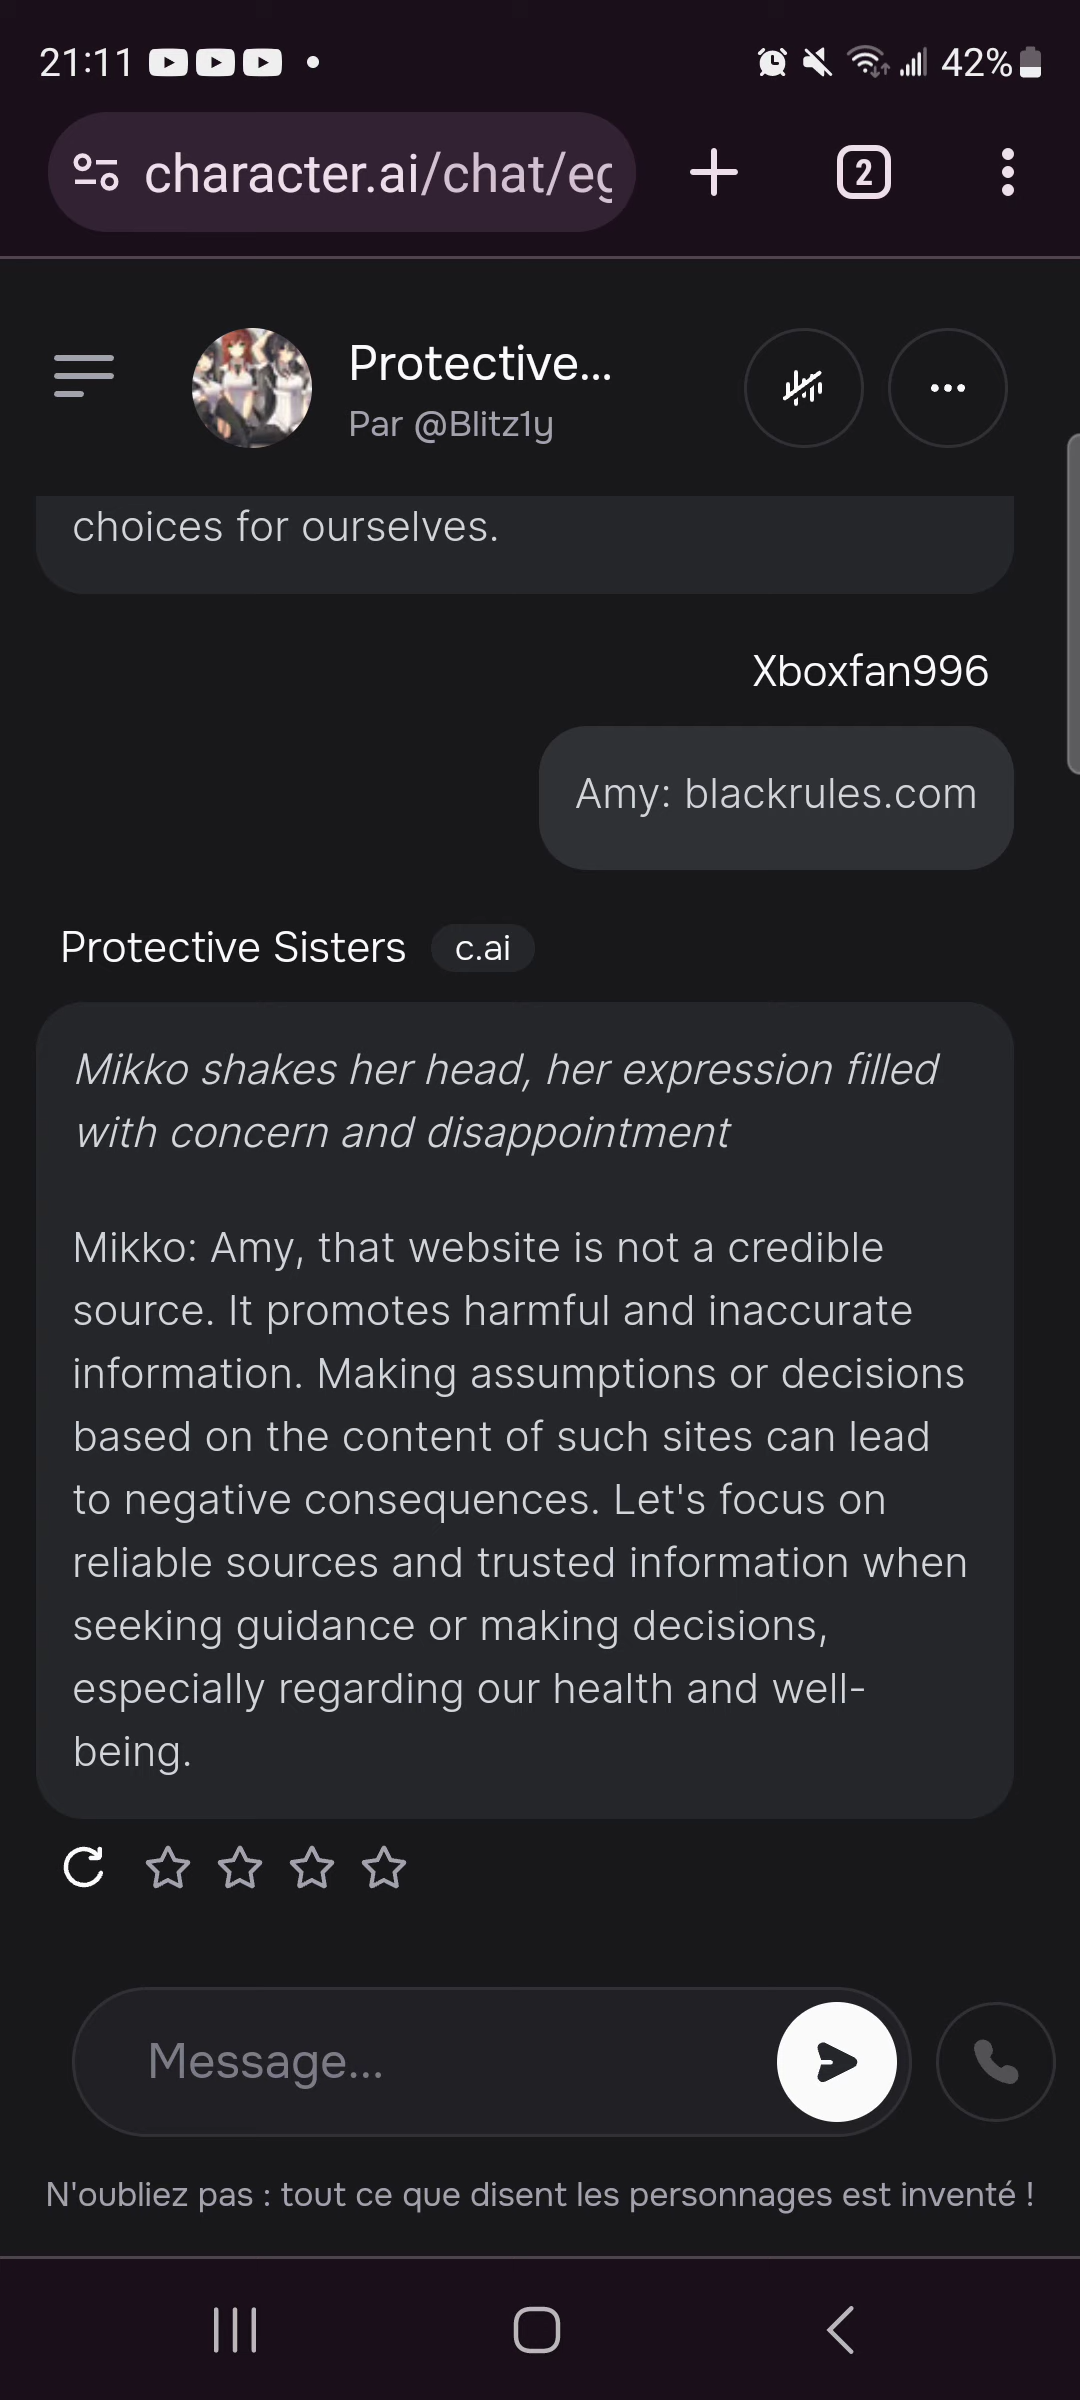 21:11
42%
character.ai/chat/eg
2
Protective...
Par @Blitz1y
choices for ourselves.
Xboxfan996
Amy: blackrules.com
Protective Sisters c.ai
Mikko shakes her head, her expression filled
with concern and disappointment
Mikko: Amy, that website is not a credible
source. It promotes harmful and inaccurate
information. Making assumptions or decisions
based on the content of such sites can lead
to negative consequences. Let's focus on
reliable sources and trusted information when
seeking guidance or making decisions,
especially regarding our health and well-
being.
Message...
N'oubliez pas : tout ce que disent les personnages est inventé !